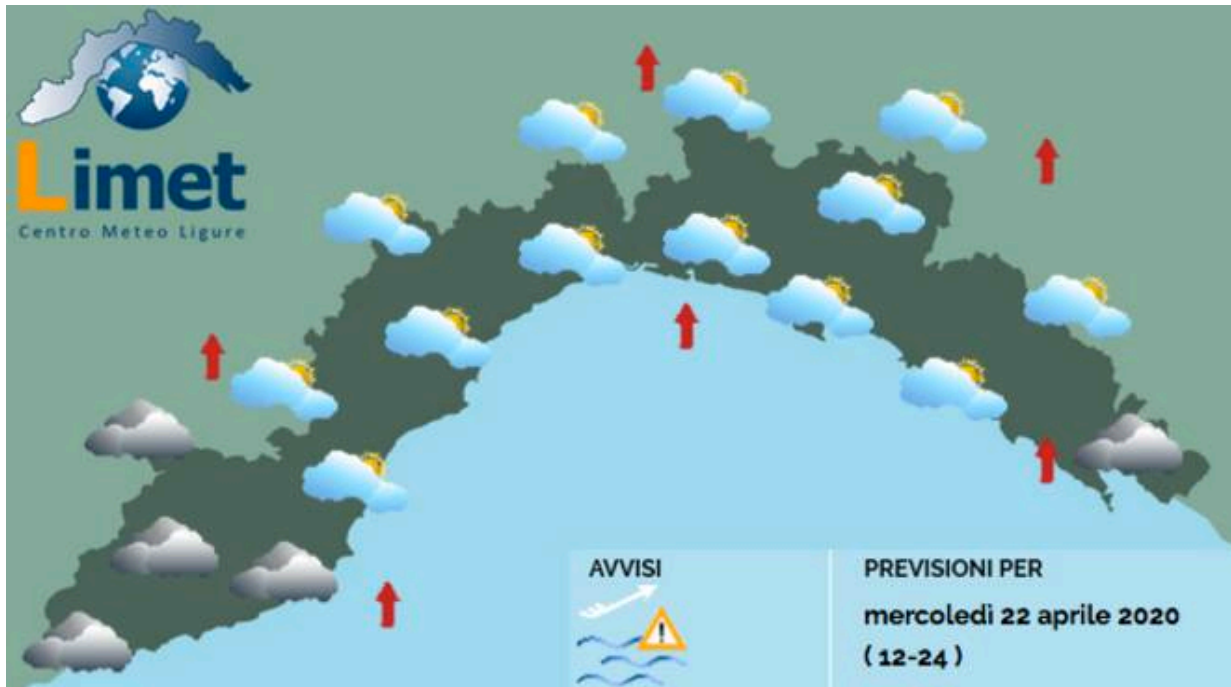 Limet
Centro Meteo Ligure
AVVISI
PREVISIONI PER
mercoledì 22 aprile 2020
( 12-24 )